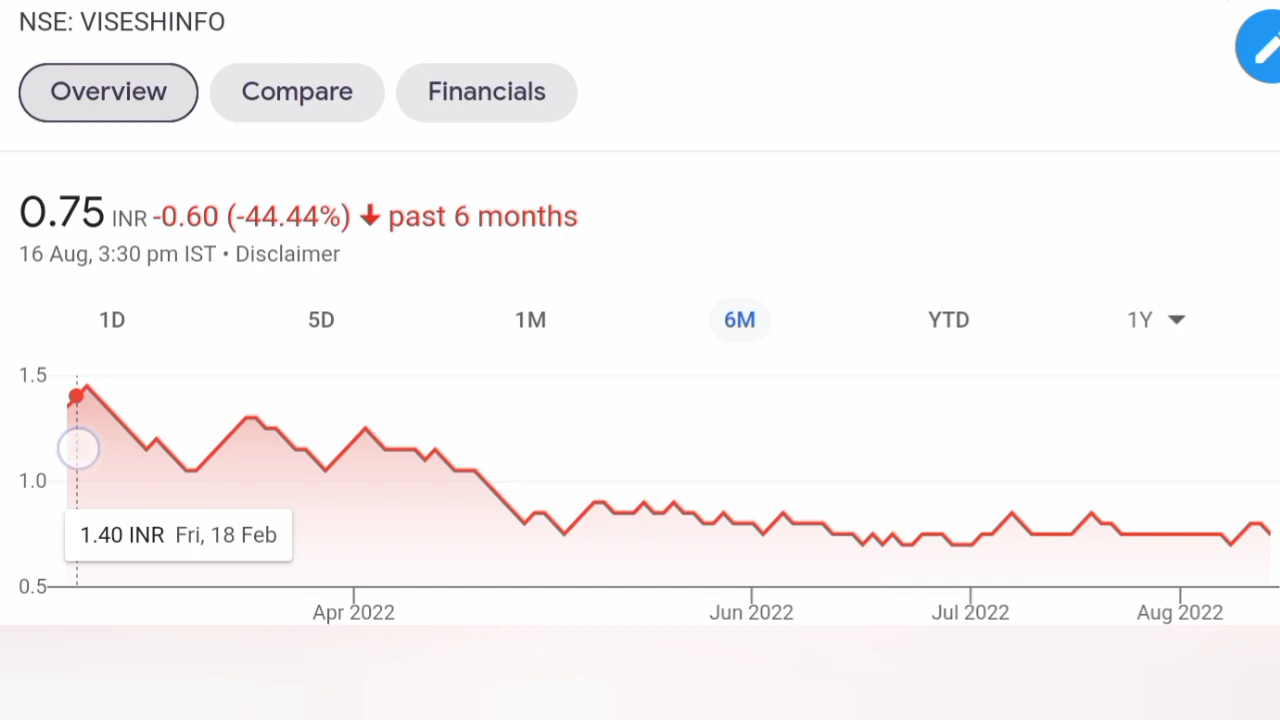 NSE: VISESHINFO
Overview Compare Financials
0.75 INR -0.60 (-44.44%) past 6 months
16 Aug, 3:30 pm IST • Disclaimer
1D 5D 1M 6M YTD 1Y
1.5
1.0
1.40 INR Fri, 18 Feb
0.5
Apr 2022 Jun 2022 Jul 2022 Aug 2022